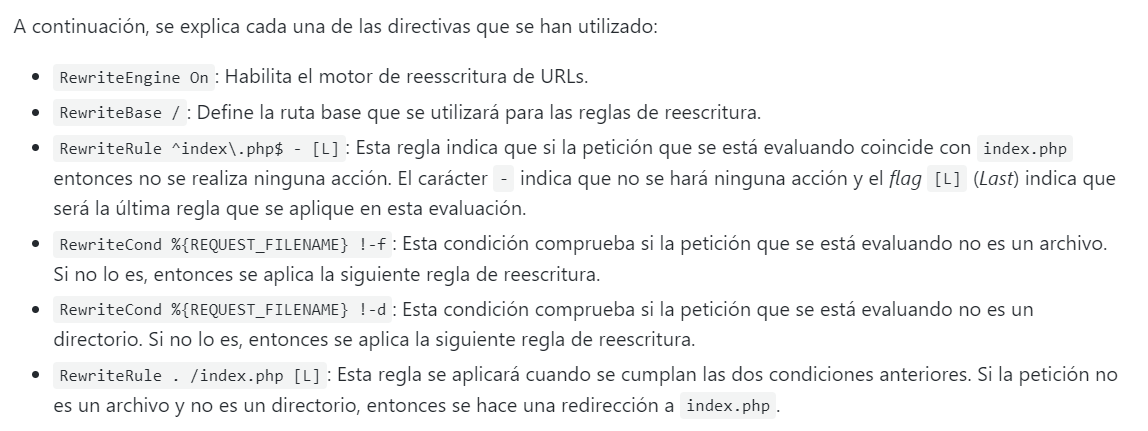 A continuación, se explica cada una de las directivas que se han utilizado:
• RewriteEngine On : Habilita el motor de reesscritura de URLs.
• RewriteBase / : Define la ruta base que se utilizará para las reglas de reescritura.
• RewriteRule ^index\.php$ - [L] : Esta regla indica que si la petición que se está evaluando coincide con index.php
entonces no se realiza ninguna acción. El carácter - indica que no se hará ninguna acción y el flag [L] (Last) indica que
será la última regla que se aplique en esta evaluación.
• RewriteCond %{REQUEST_FILENAME} !-f : Esta condición comprueba si la petición que se está evaluando no es un archivo.
Si no lo es, entonces se aplica la siguiente regla de reescritura.
• RewriteCond %{REQUEST_FILENAME} !-d : Esta condición comprueba si la petición que se está evaluando no es un
directorio. Si no lo es, entonces se aplica la siguiente regla de reescritura.
• RewriteRule . /index.php [L] : Esta regla se aplicará cuando se cumplan las dos condiciones anteriores. Si la petición no
es un archivo y no es un directorio, entonces se hace una redirección a index.php .